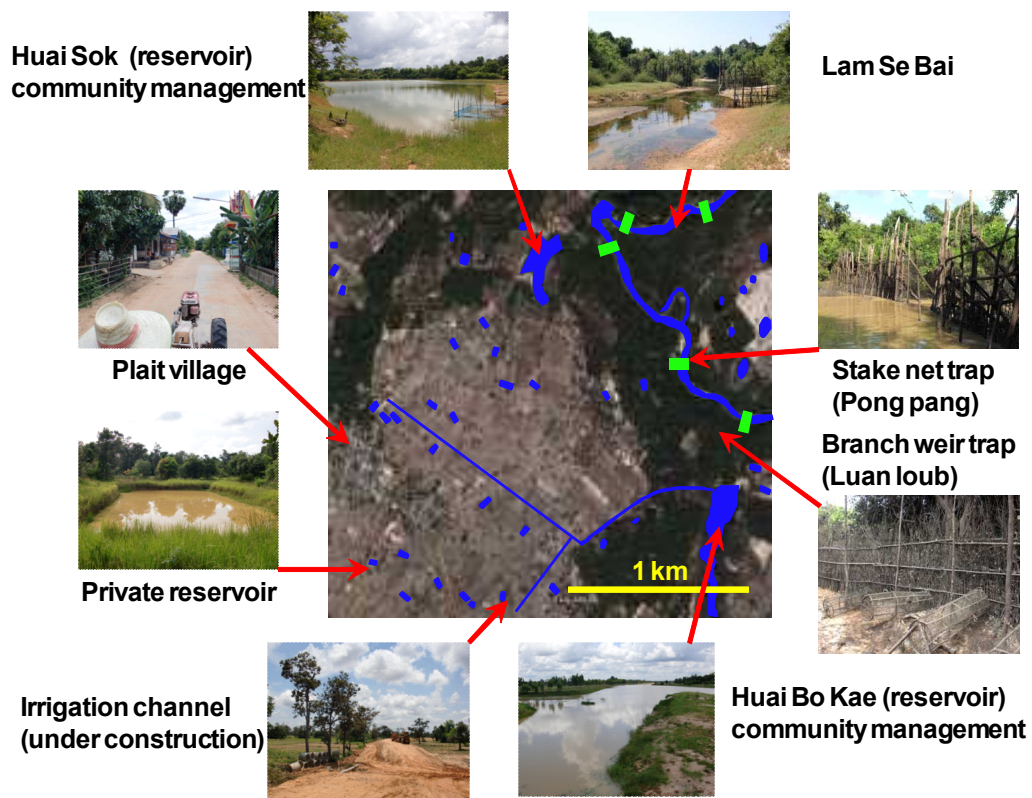 Huai Sok (reservoir)
community management
Lam Se Bai
Plait village
Stake net trap
(Pong pang)
Branch weir trap
(Luan loub)
Private reservoir
1 km
Irrigation channel
(under construction)
Huai Bo Kae (reservoir)
community management